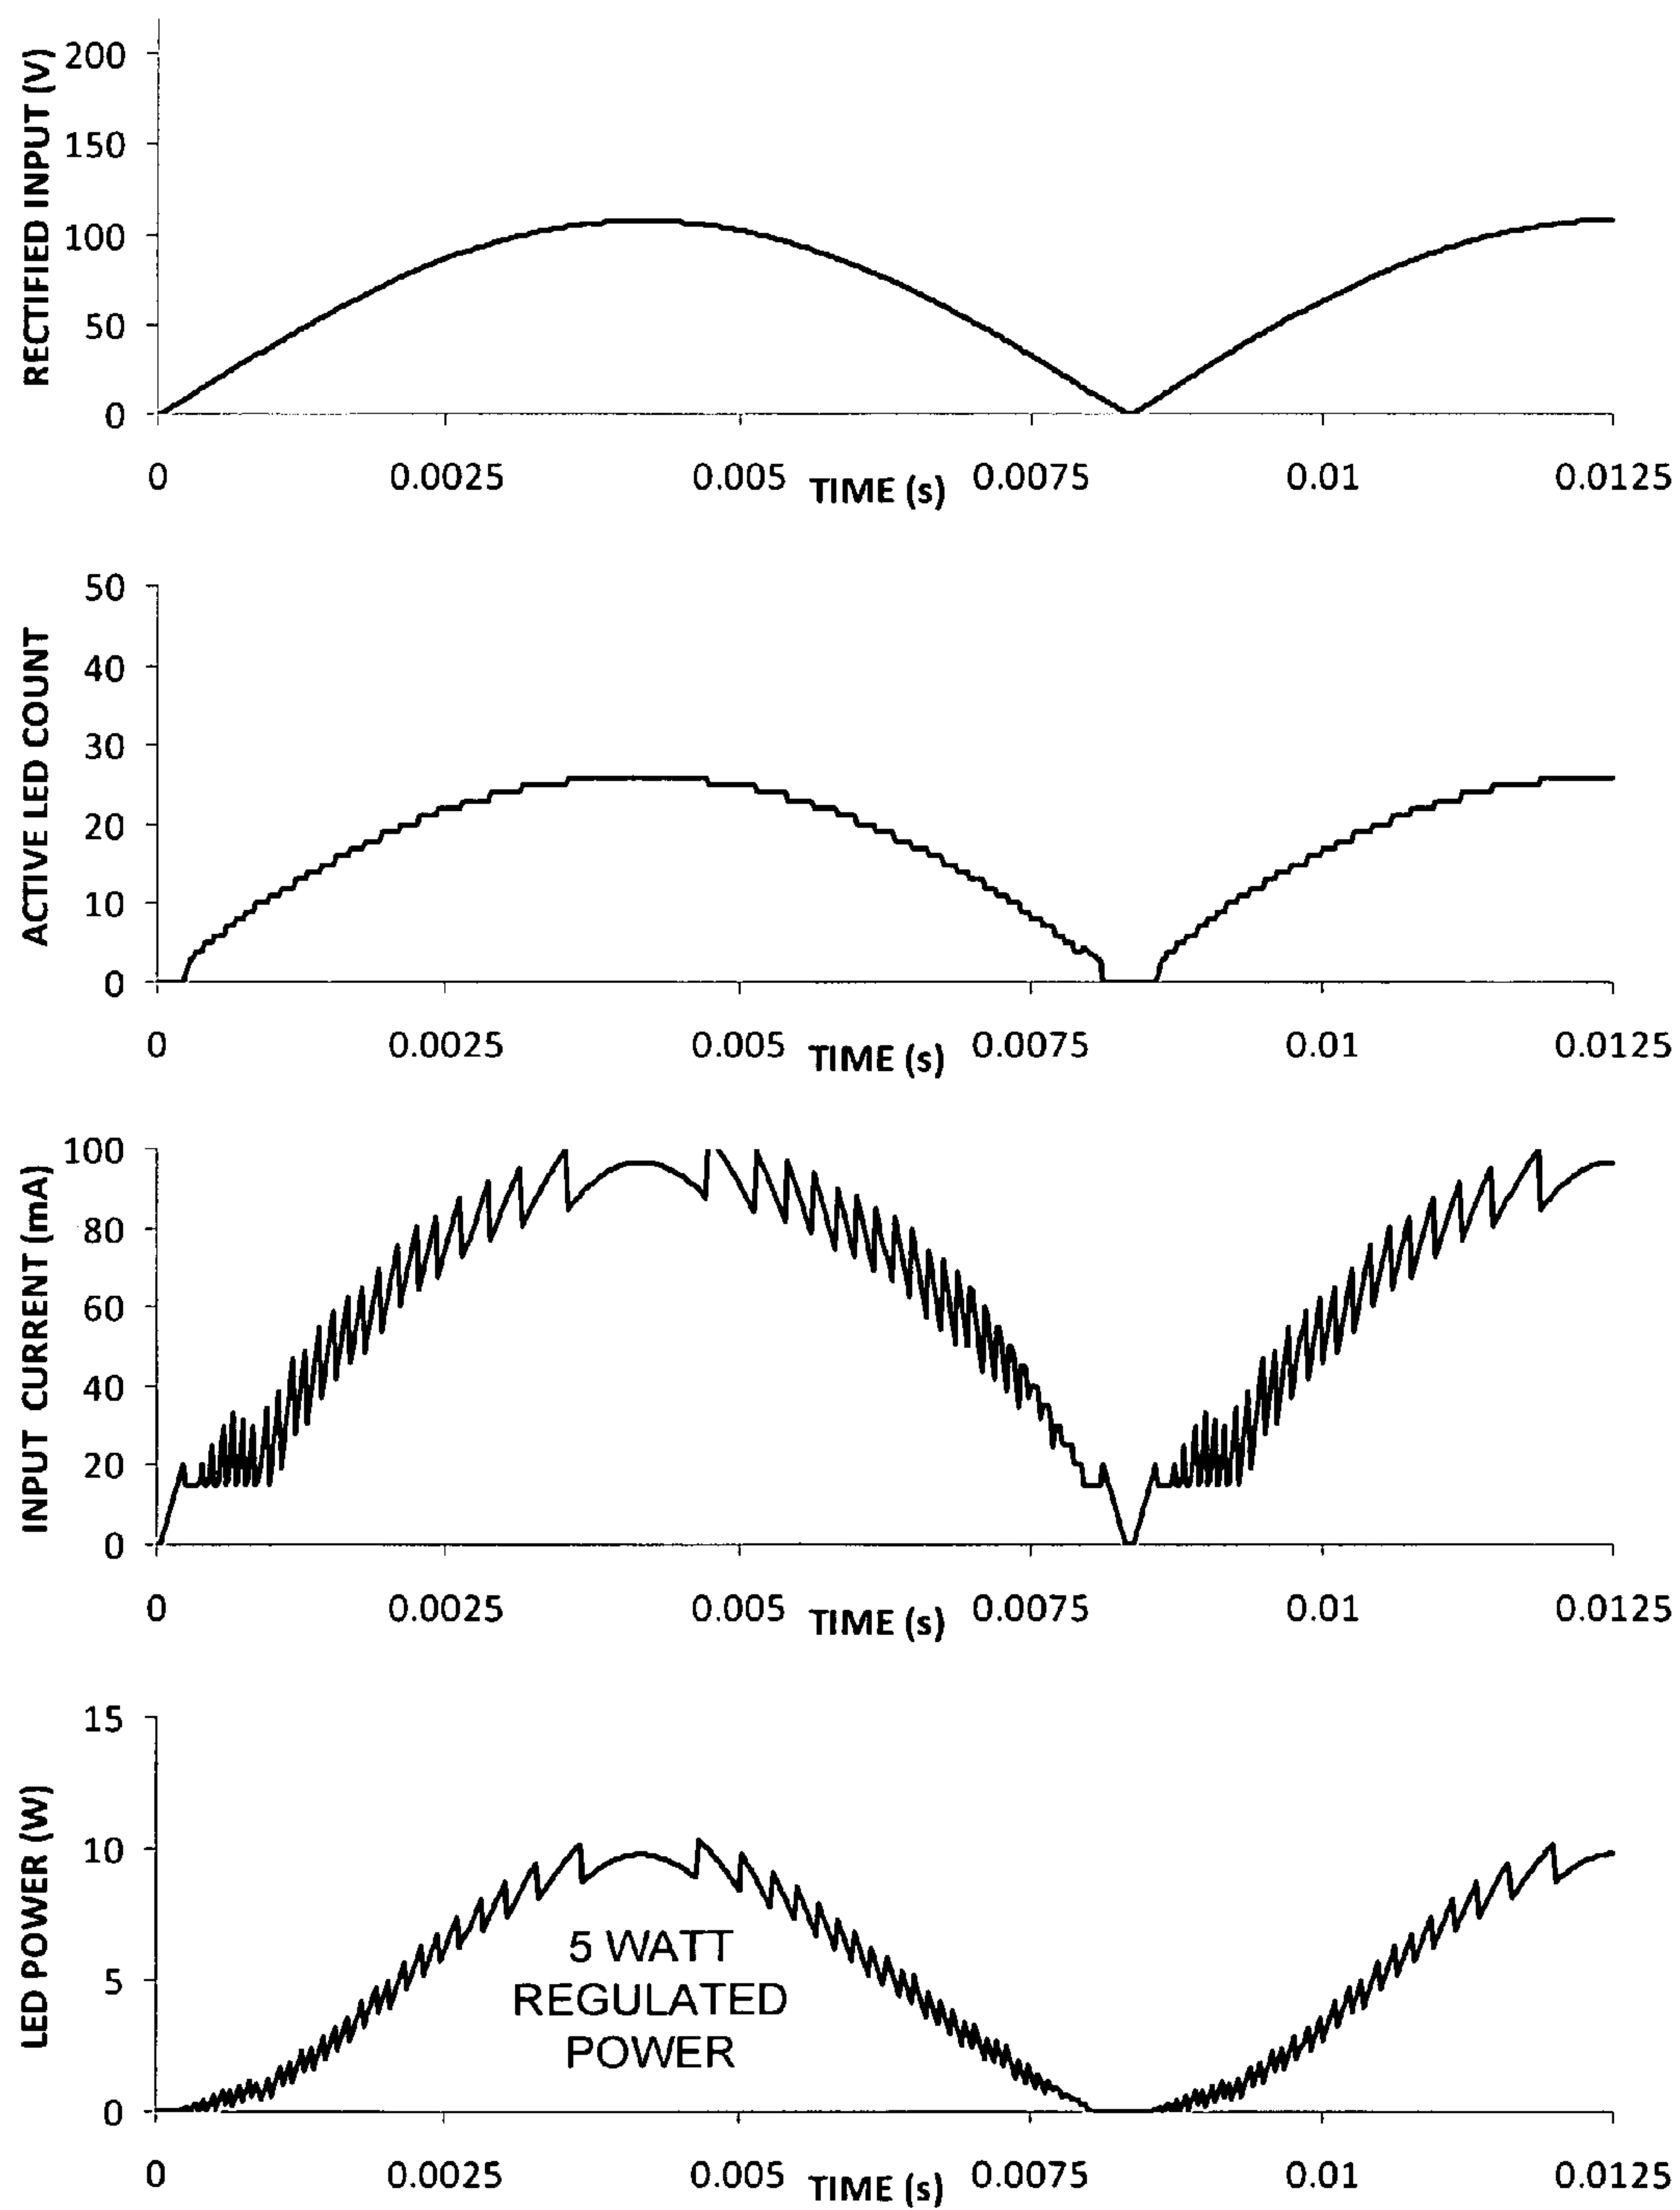 RECTIFIED INPUT (V)
200
150
100
50
0
0 0.0025 0.005 TIME (s) 0.0075 0.01 0.0125
ACTIVE LED COUNT
50
40
30
20
10
0
0 0.0025 0.005 TIME (s) 0.0075 0.01 0.0125
INPUT CURRENT (mA)
100
80
60
40
20
0
0 0.0025 0.005 TIME (s) 0.0075 0.01 0.0125
LED POWER (W)
15
10
5
0
5 WATT
REGULATED
POWER
0 0.0025 0.005 TIME (s) 0.0075 0.01 0.0125